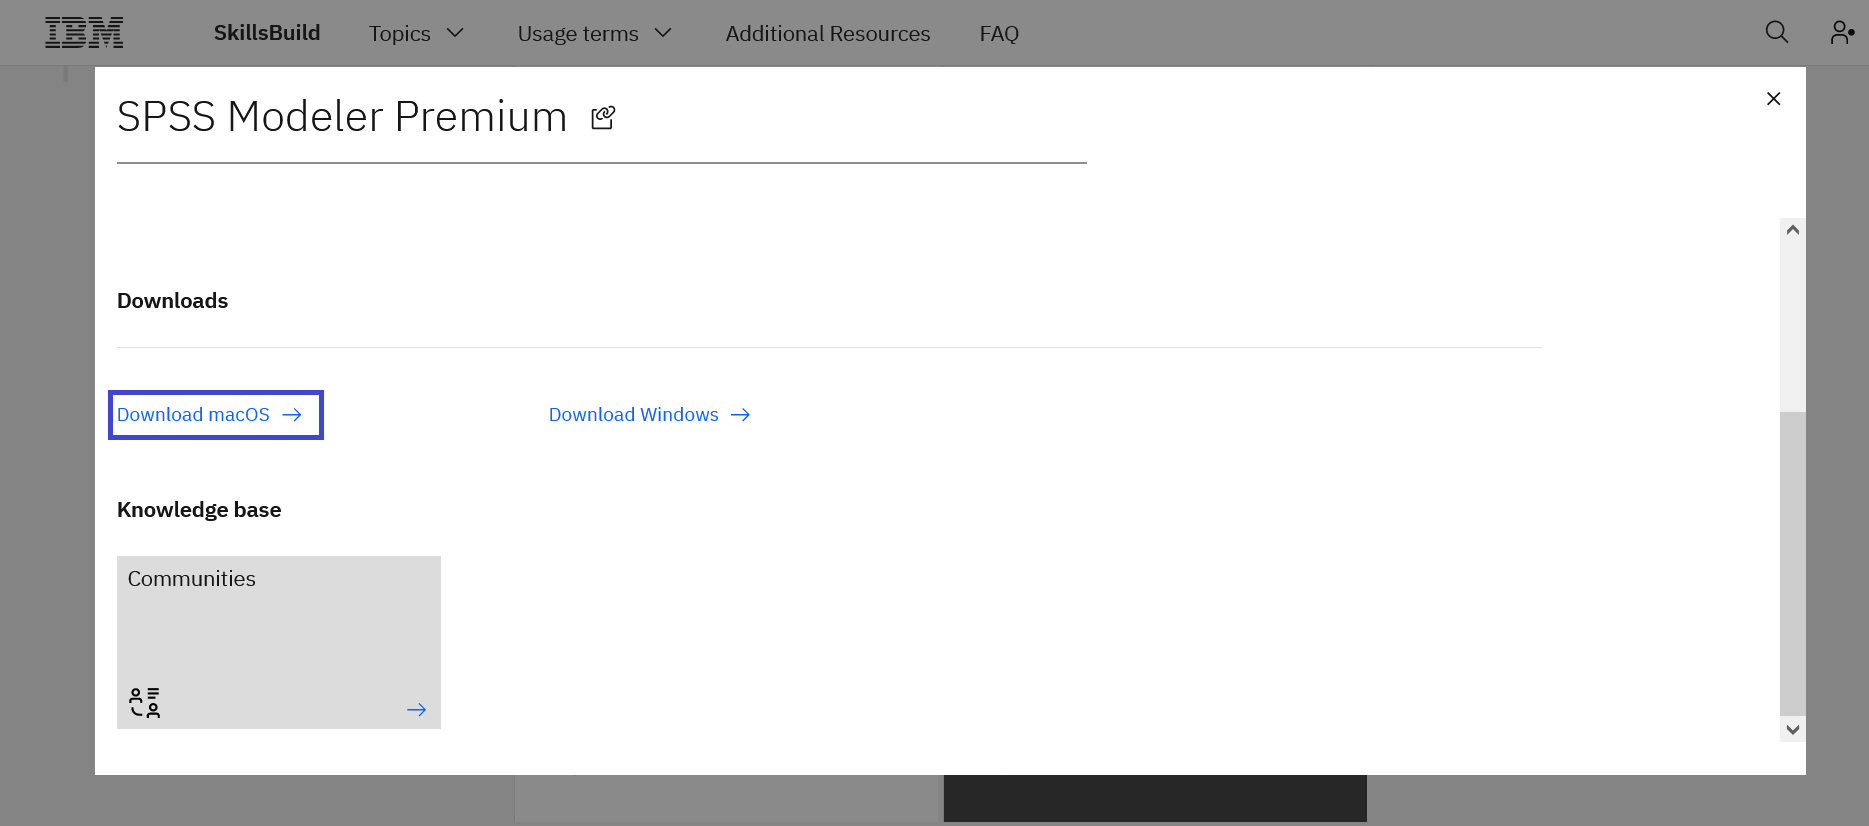 IBM SkillsBuild Topics Usage terms Additional Resources FAQ
SPSS Modeler Premium
Downloads
Download macOS Download Windows
Knowledge base
Communities